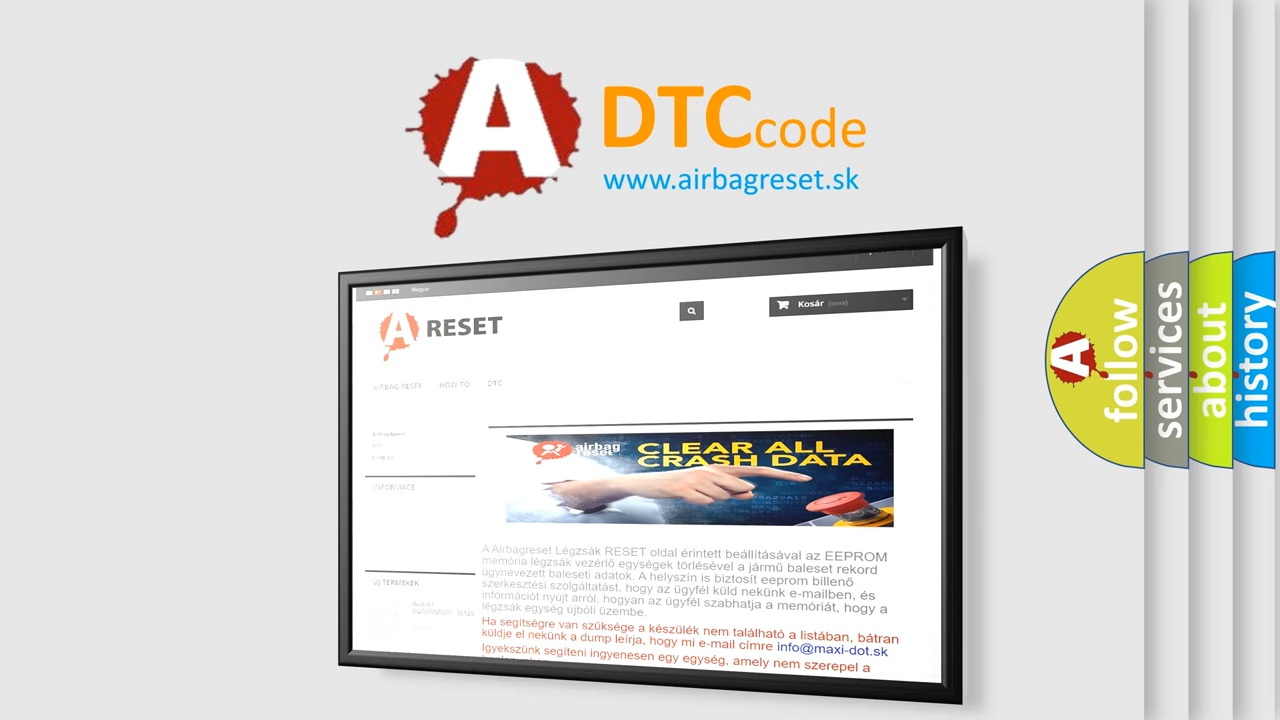 A
DTC code
www.airbagreset.sk
Magyar
A RESET
Kosár
AIRBAG RESET HOW TO DTC
INFORMACE
airbag
reset
CLEAR ALL
CRASH DATA
A Airbagreset Légzsák RESET oldal érintett beállításával az EEPROM
memória légzsák vezérlő egységek törlésével a jármű baleset rekord
úgynevezett baleseti adatok. A helyszín is biztosít eeprom billenő
szerkesztési szolgáltatást, hogy az ügyfél küld nekünk e-mailben, és
információt nyújt arról, hogyan az ügyfél szabhatja a memóriát, hogy a
légzsák egység újbóli üzembe.
Ha segítségre van szüksége a készülék nem található a listában, bátran
küldje el nekünk a dump leírja, hogy mi e-mail címre info@maxi-dot.sk
Igyekszünk segíteni ingyenesen egy egység, amely nem szerepel a
ÚJ TERMÉKEK
A
follow
services
about
history